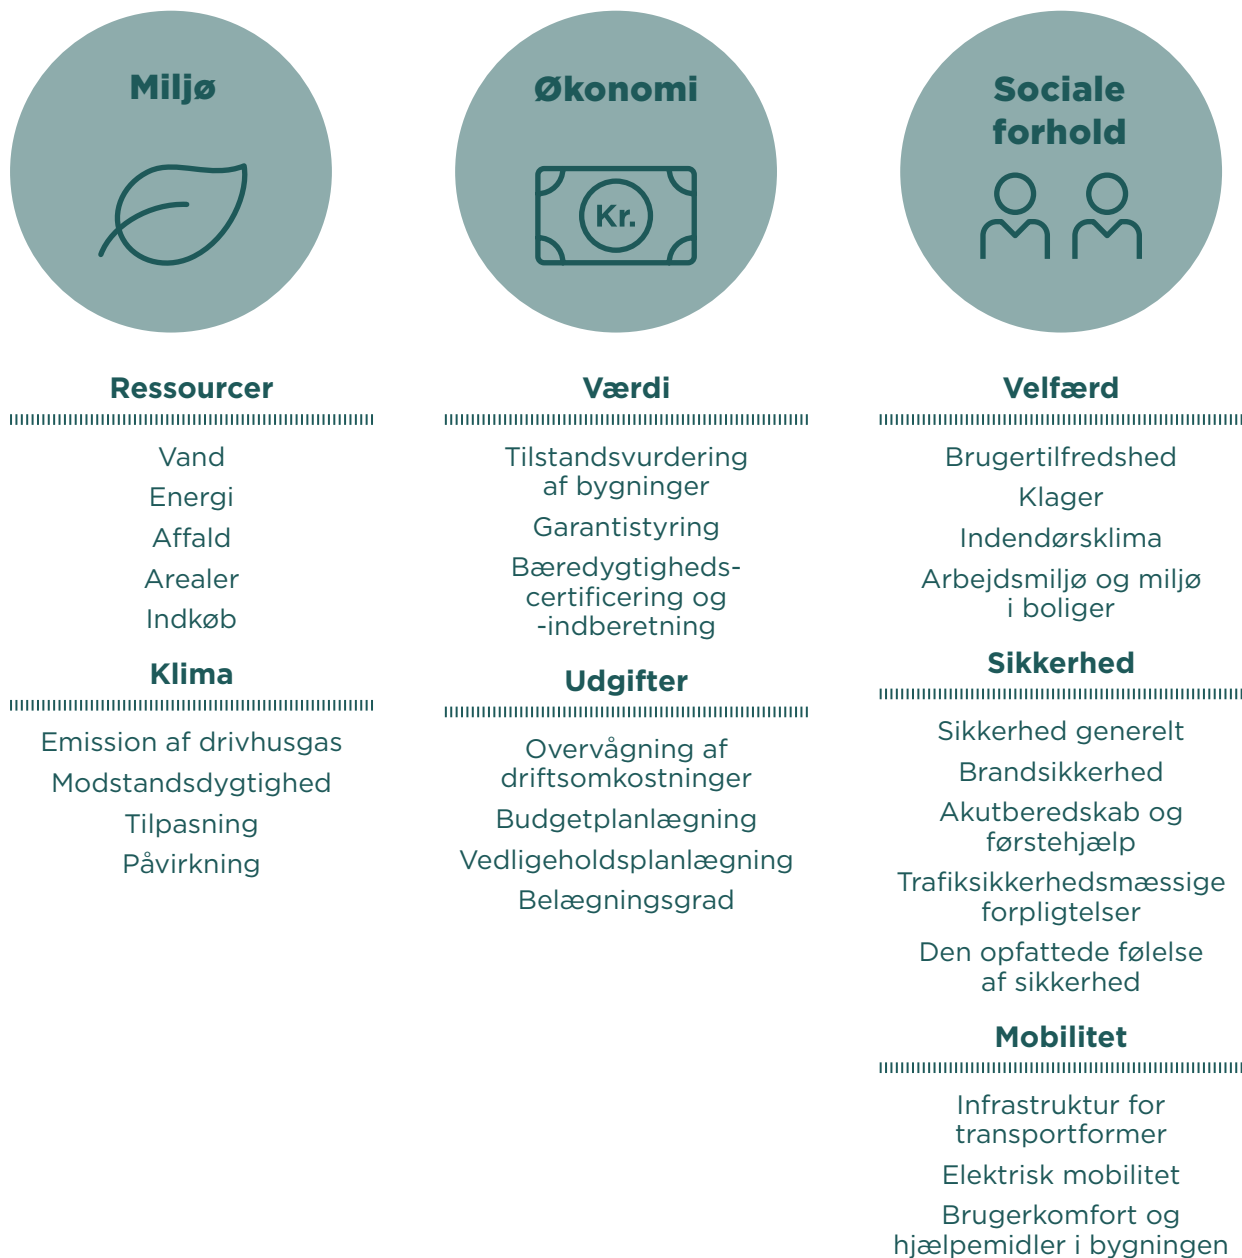 Miljø
Ressourcer
Vand
Energi
Affald
Arealer
Indkøb
Klima
Emission af drivhusgas
Modstandsdygtighed
Tilpasning
Påvirkning
Økonomi
Kr.
Værdi
Tilstandsvurdering
af bygninger
Garantistyring
Bæredygtigheds-
certificering og
-indberetning
Udgifter
Overvågning af
driftsomkostninger
Budgetplanlægning
Vedligeholdsplanlægning
Belægningsgrad
Sociale
forhold
Velfærd
Brugertilfredshed
Klager
Indendørsklima
Arbejdsmiljø og miljø
i boliger
Sikkerhed
Sikkerhed generelt
Brandsikkerhed
Akutberedskab og
førstehjælp
Trafiksikkerhedsmæssige
forpligtelser
Den opfattede følelse
af sikkerhed
Mobilitet
Infrastruktur for
transportformer
Elektrisk mobilitet
Brugerkomfort og
hjælpemidler i bygningen